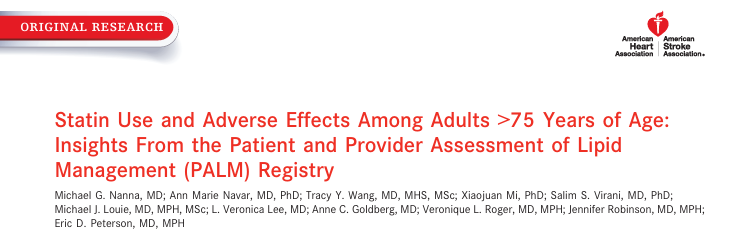 ORIGINAL RESEARCH
American Heart Association
American Stroke Association®
Statin Use and Adverse Effects Among Adults >75 Years of Age:
Insights From the Patient and Provider Assessment of Lipid
Management (PALM) Registry
Michael G. Nanna, MD; Ann Marie Navar, MD, PhD; Tracy Y. Wang, MD, MHS, MSc; Xiaojuan Mi, PhD; Salim S. Virani, MD, PhD;
Michael J. Louie, MD, MPH, MSc; L. Veronica Lee, MD; Anne C. Goldberg, MD; Veronique L. Roger, MD, MPH; Jennifer Robinson, MD, MPH;
Eric D. Peterson, MD, MPH